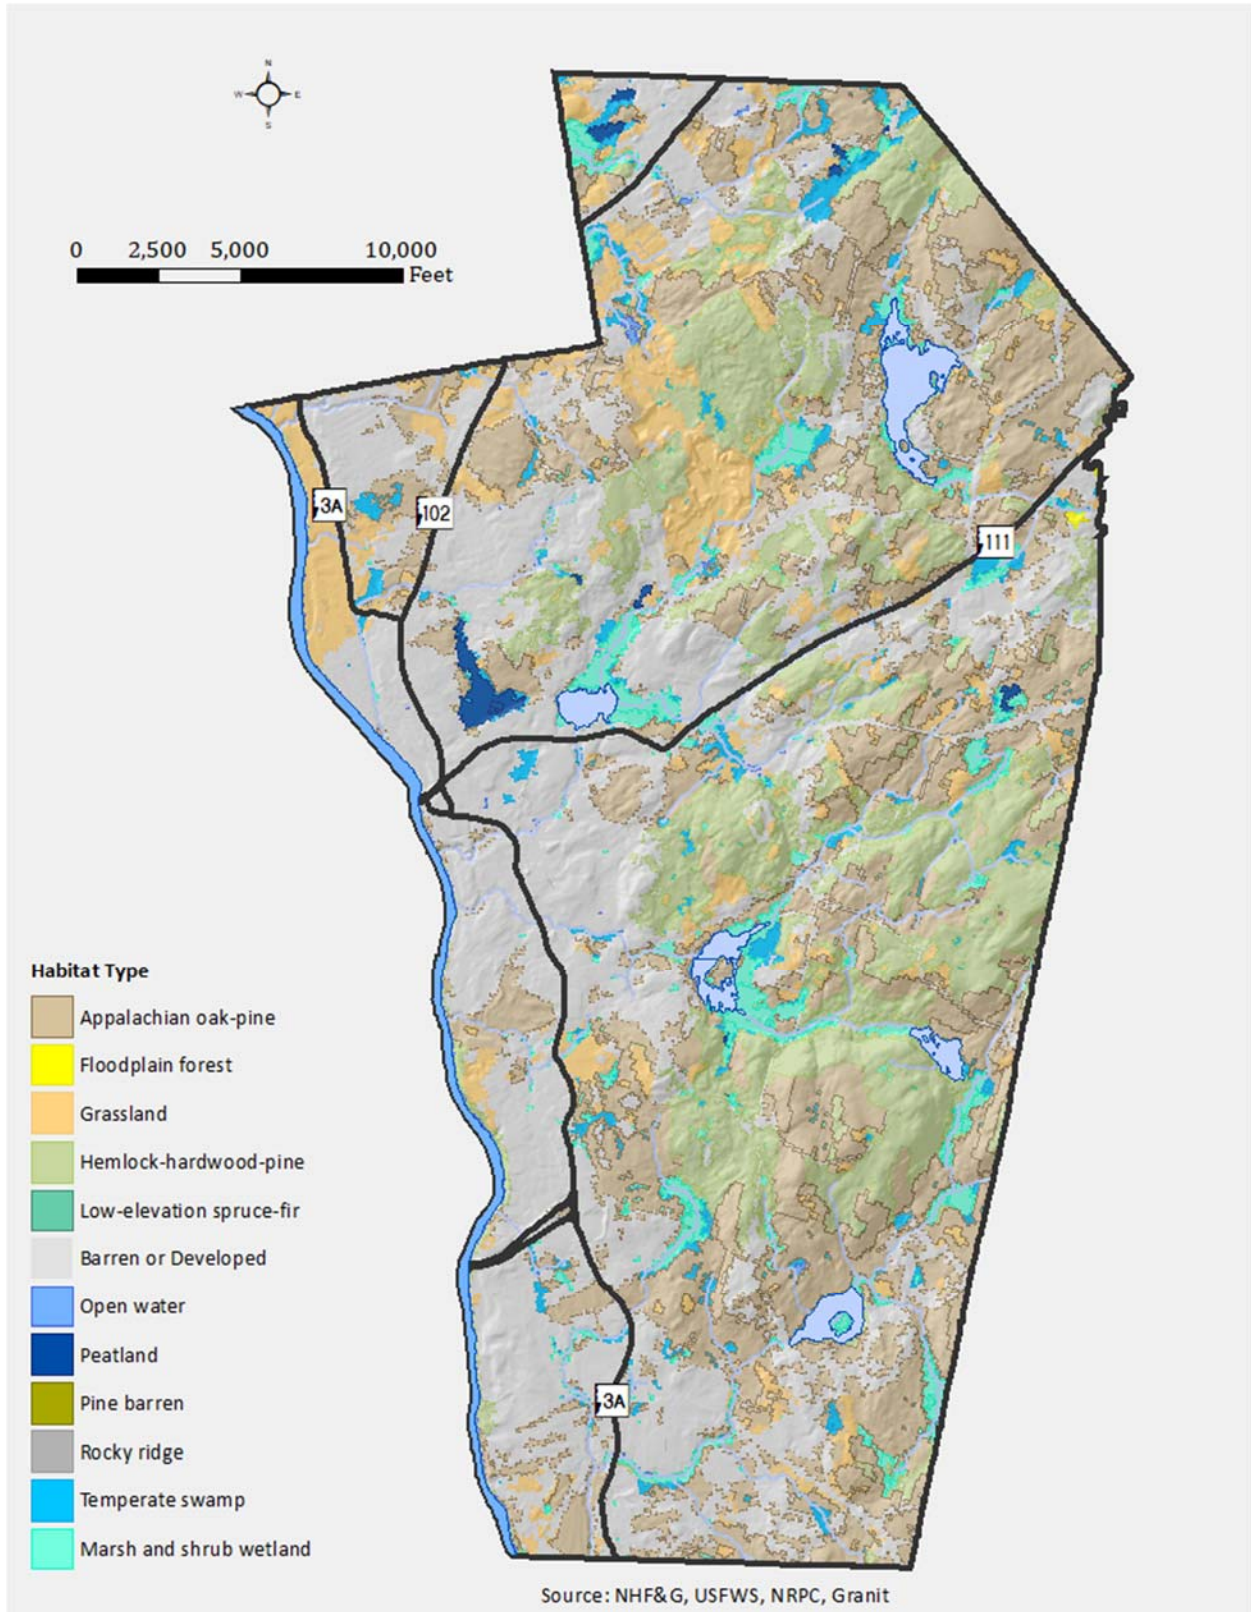 N
W E
S
0 2,500 5,000 10,000
Feet
3A
102
111
3A
Habitat Type
Appalachian oak-pine
Floodplain forest
Grassland
Hemlock-hardwood-pine
Low-elevation spruce-fir
Barren or Developed
Open water
Peatland
Pine barren
Rocky ridge
Temperate swamp
Marsh and shrub wetland
Source: NHF&G, USFWS, NRPC, Granit